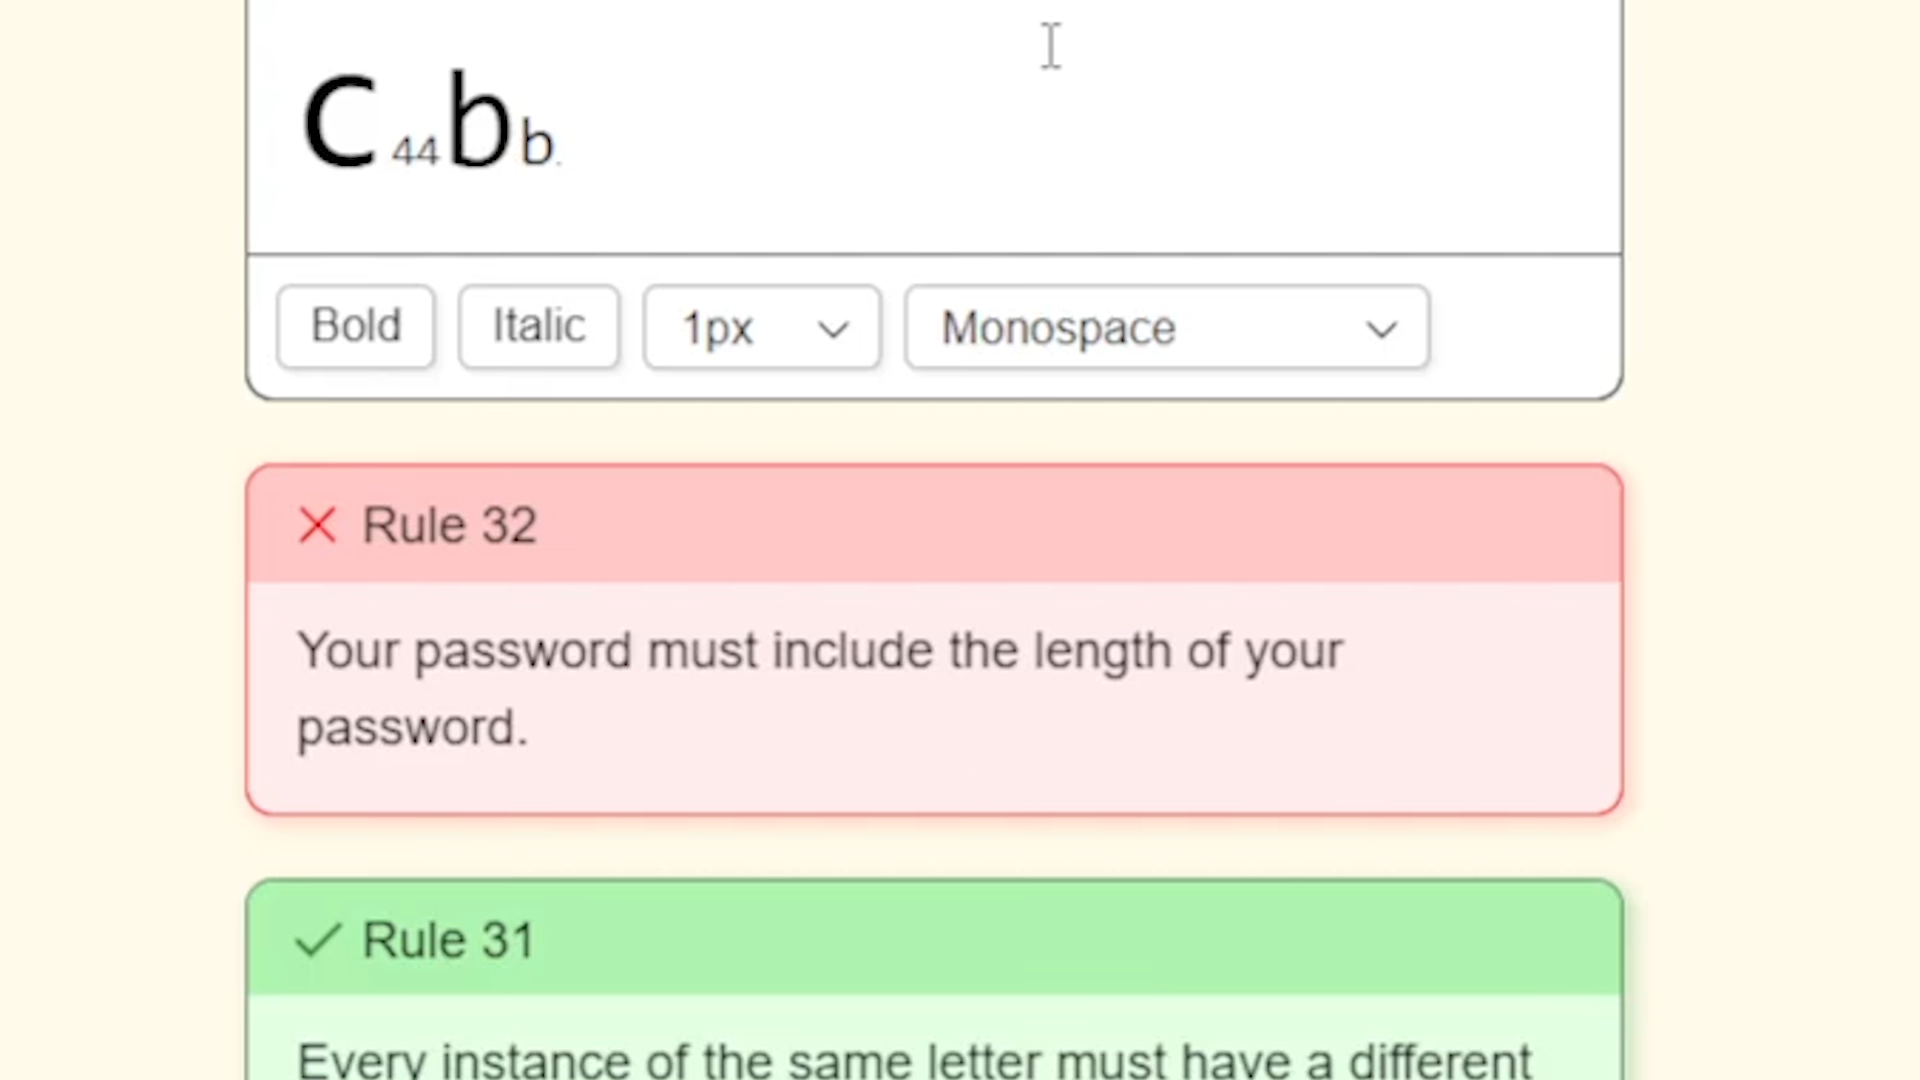 C44bb.
Bold Italic 1px Monospace
Rule 32
Your password must include the length of your
password.
Rule 31
Every instance of the same letter must have a different